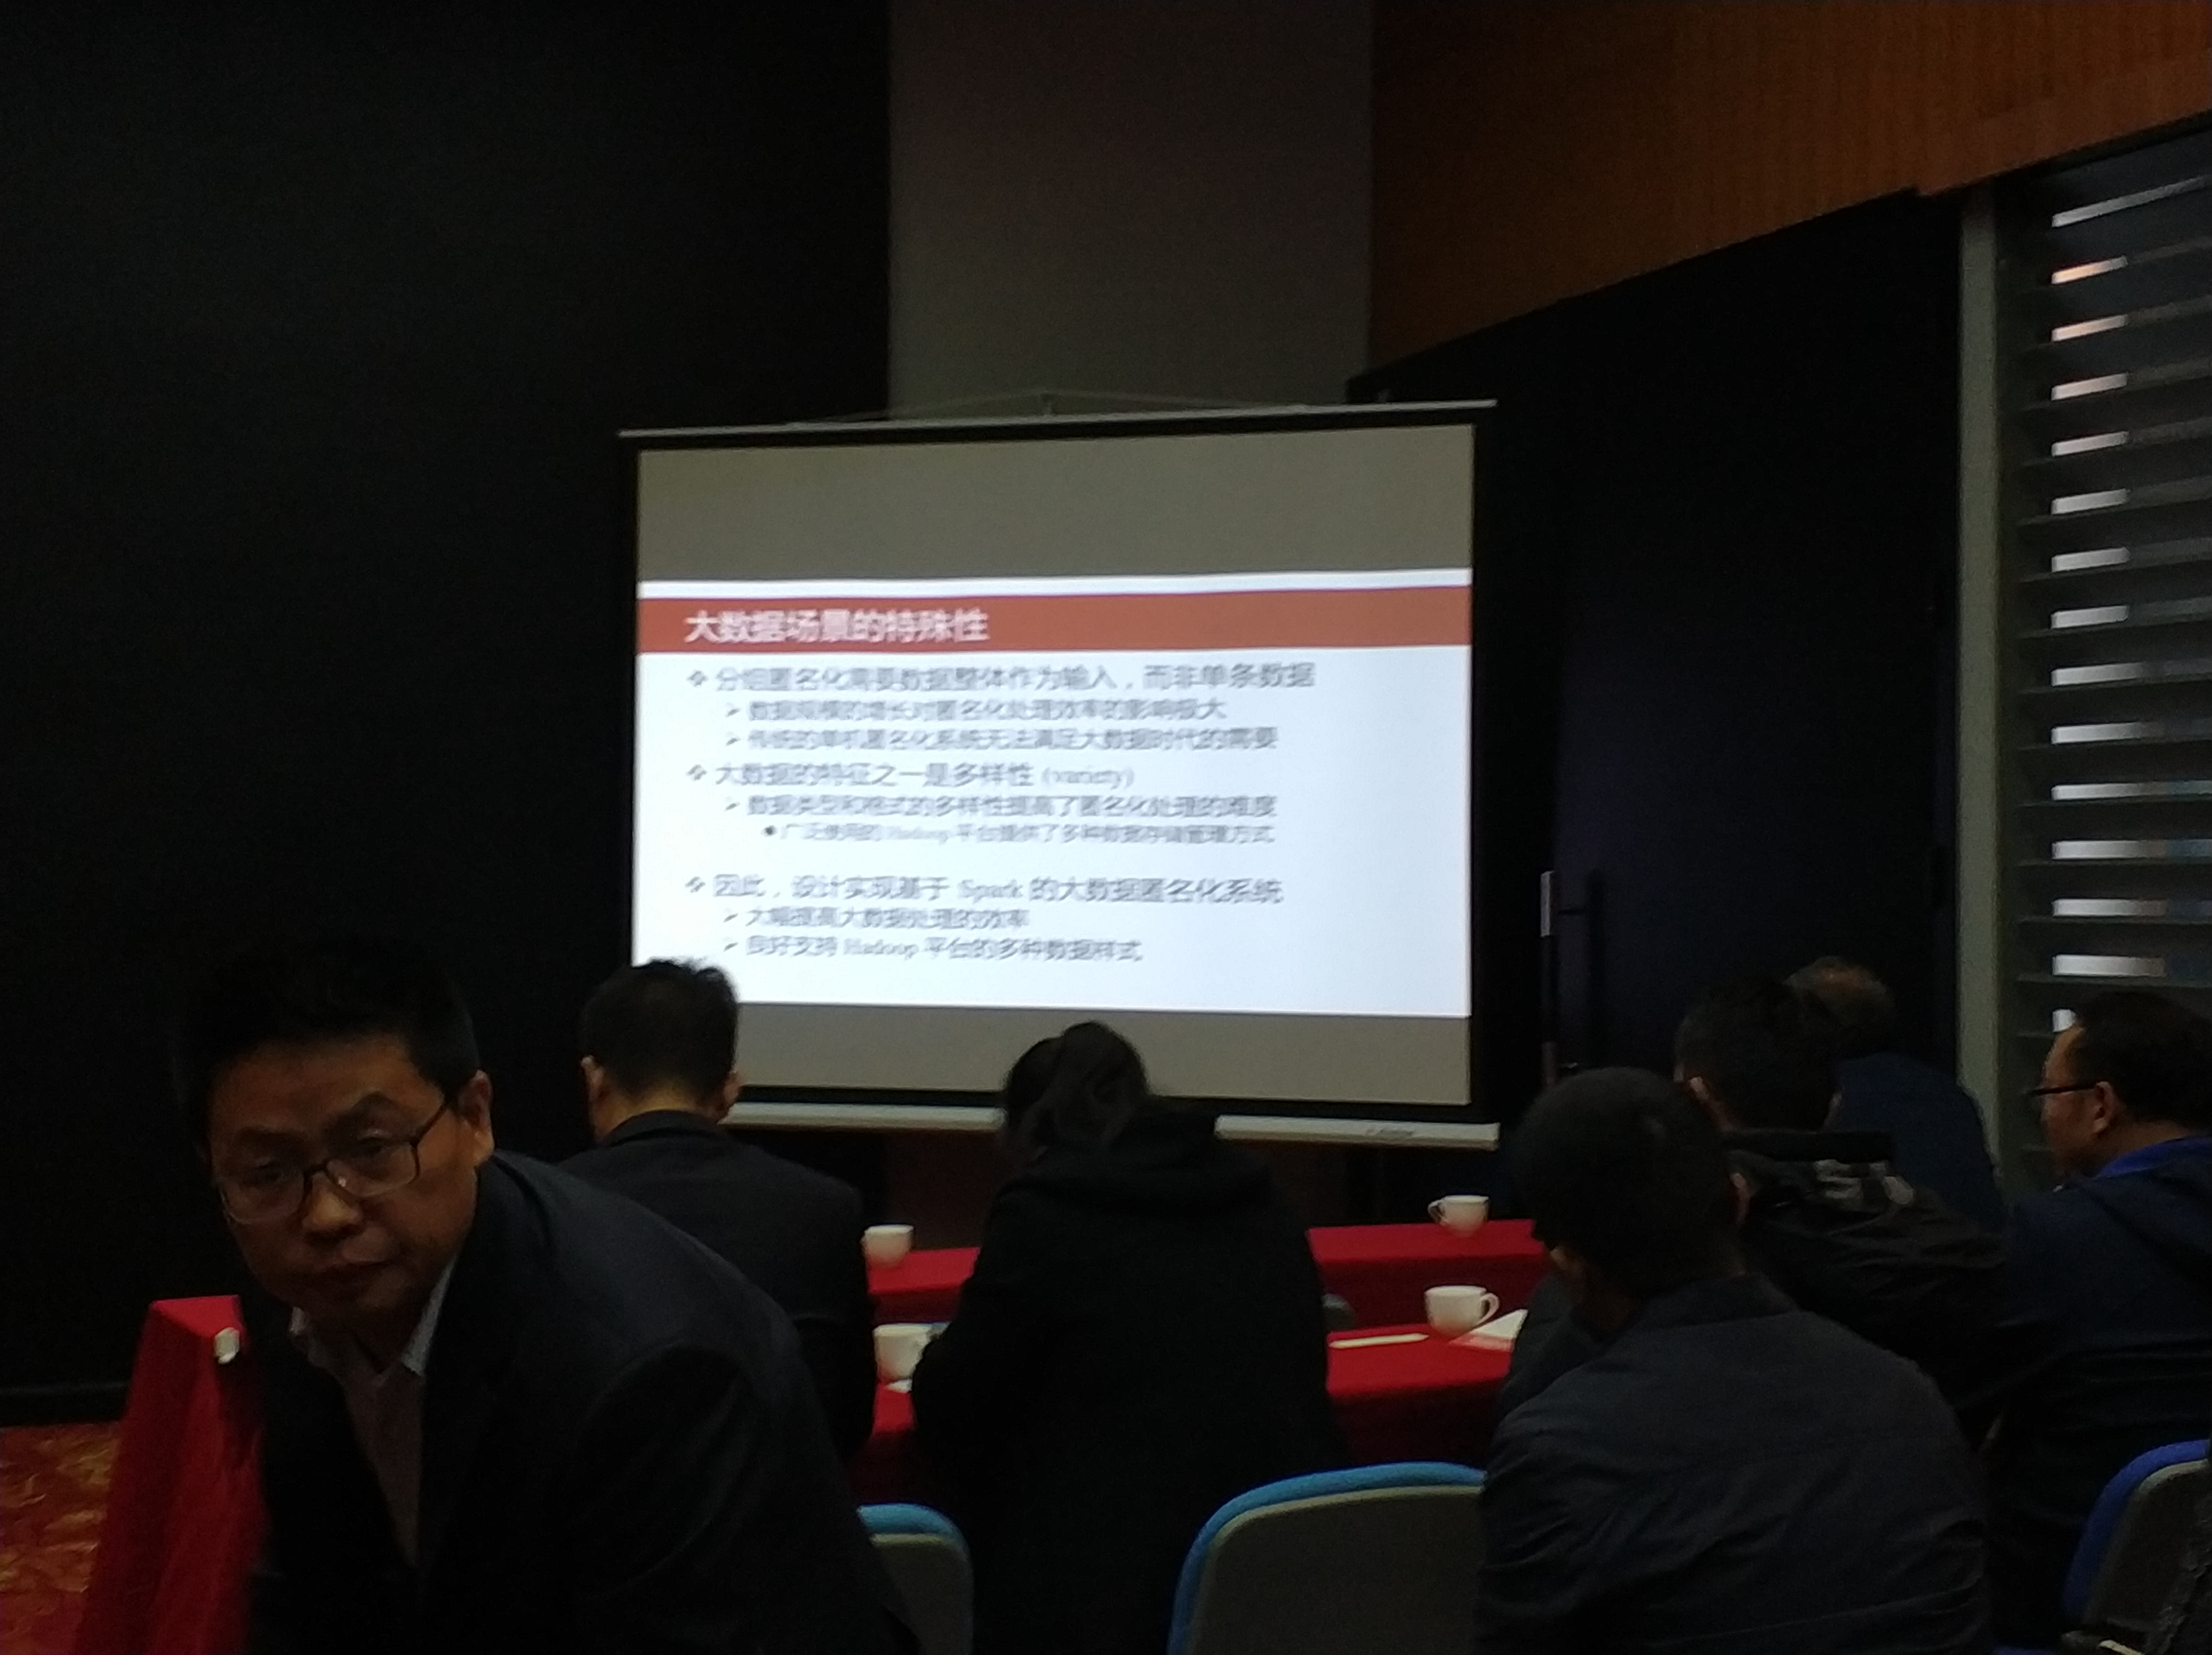 大数据场景的特殊性
分组匿名化需要数据整体作为输入，而非单条数据
数据规模的增长对匿名化处理效率的影响极大
传统的单机匿名化系统无法满足大数据时代的需要
大数据的特征之一是多样性 (variety)
数据类型和格式的多样性提高了匿名化处理的难度
广泛使用的 Hadoop 平台提供了多种数据存储管理方式
因此，设计实现基于 Spark 的大数据匿名化系统
大幅提高大数据处理的效率
良好支持 Hadoop 平台的多种数据样式